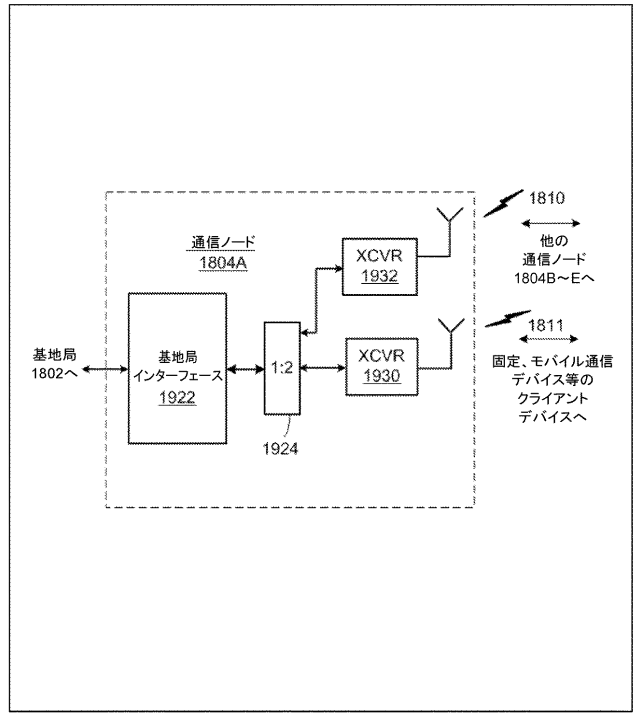 通信ノード
1804A
XCVR
1932
1810
他の
通信ノード
1804B～Eへ
基地局
1802へ
基地局
インターフェース
1922
1:2
1924
XCVR
1930
1811
固定、モバイル通信
デバイス等の
クライアント
デバイスへ